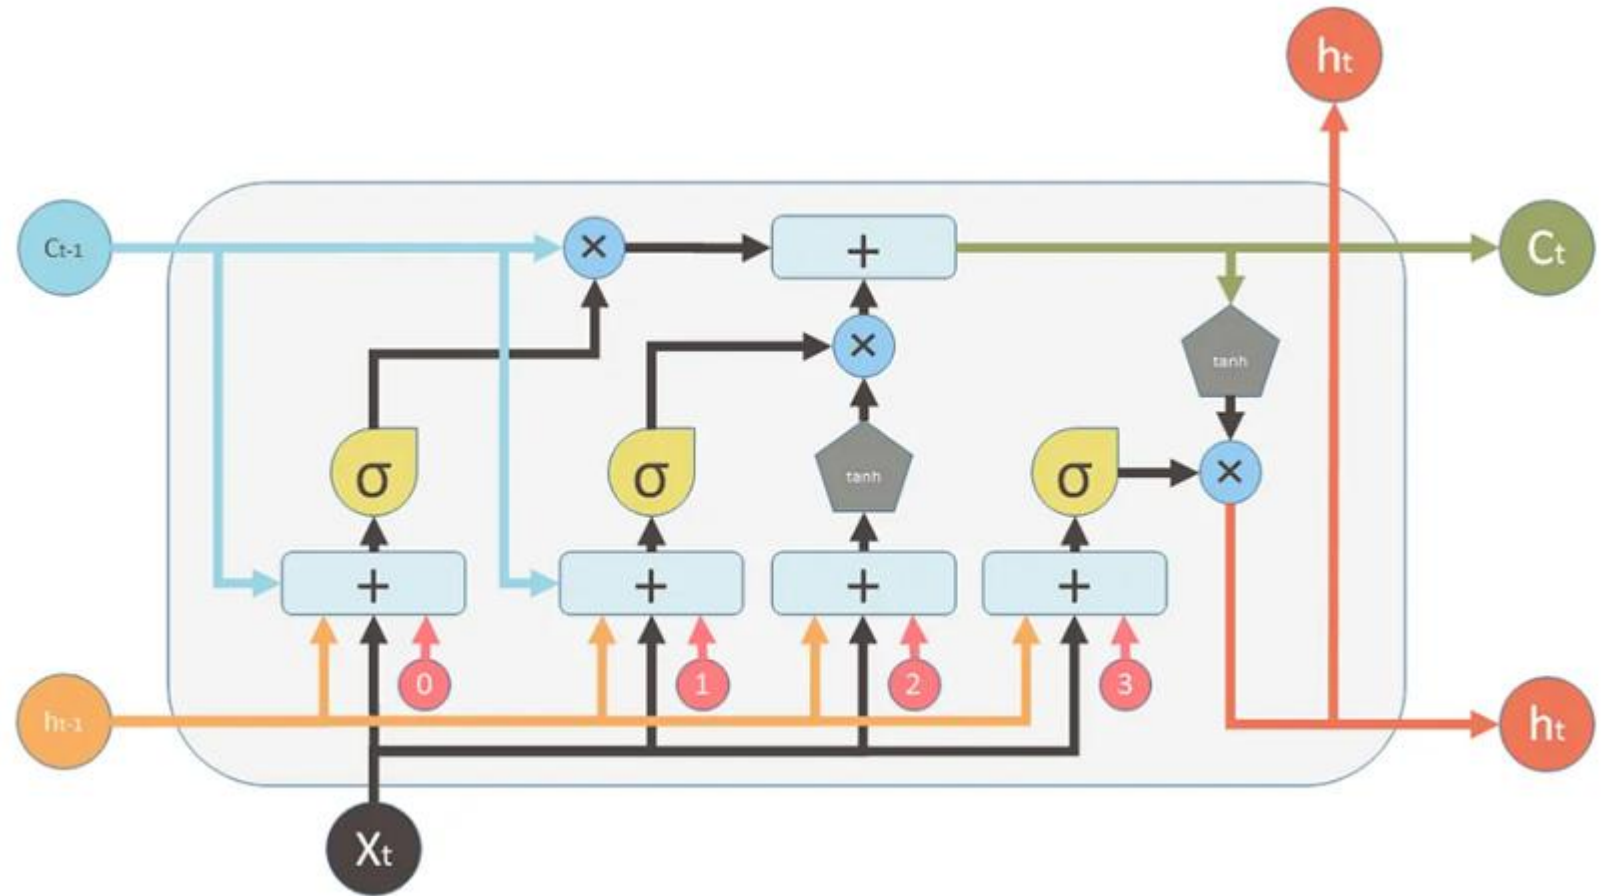 ht
Ct-1
×
+
Ct
×
tanh
σ
σ
tanh
σ
×
+
+
+
+
0
1
2
3
ht-1
ht
Xt